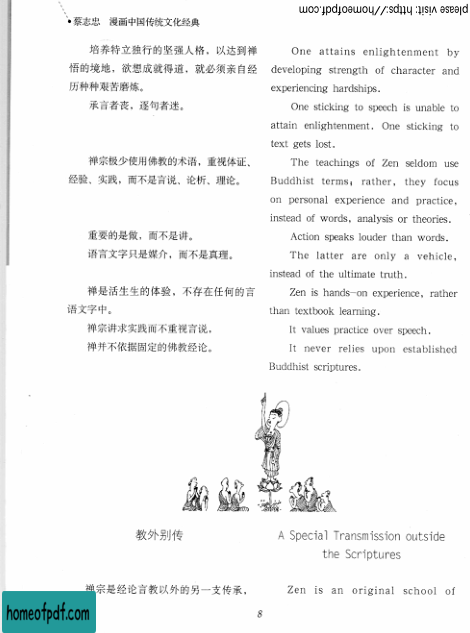 please visit: https://homeofpdf.com
•蔡志忠 漫画中国传统文化经典
培养特立独行的坚强人格，以达到禅
悟的境地，欲想成就得道，就必须亲自经
历种种艰苦磨炼。
承言者丧，逐句者迷。
禅宗极少使用佛教的术语，重视体证、
经验、实践，而不是言说、论析、理论。
重要的是做，而不是讲。
语言文字只是媒介，而不是真理。
禅是活生生的体验，不存在任何的言
语文字中。
禅宗讲求实践而不重视言说，
禅并不依据固定的佛教经论。
One attains enlightenment by
developing strength of character and
experiencing hardships.
One sticking to speech is unable to
attain enlightenment. One sticking to
text gets lost.
The teachings of Zen seldom use
Buddhist terms; rather, they focus
on personal experience and practice,
instead of words, analysis or theories.
Action speaks louder than words.
The latter are only a vehicle,
instead of the ultimate truth.
Zen is hands-on experience, rather
than textbook learning.
It values practice over speech.
It never relies upon established
Buddhist scriptures.
教外别传
A Special Transmission outside
the Scriptures
禅宗是经论言教以外的另一支传承，
Zen is an original school of
8
homeofpdf.com